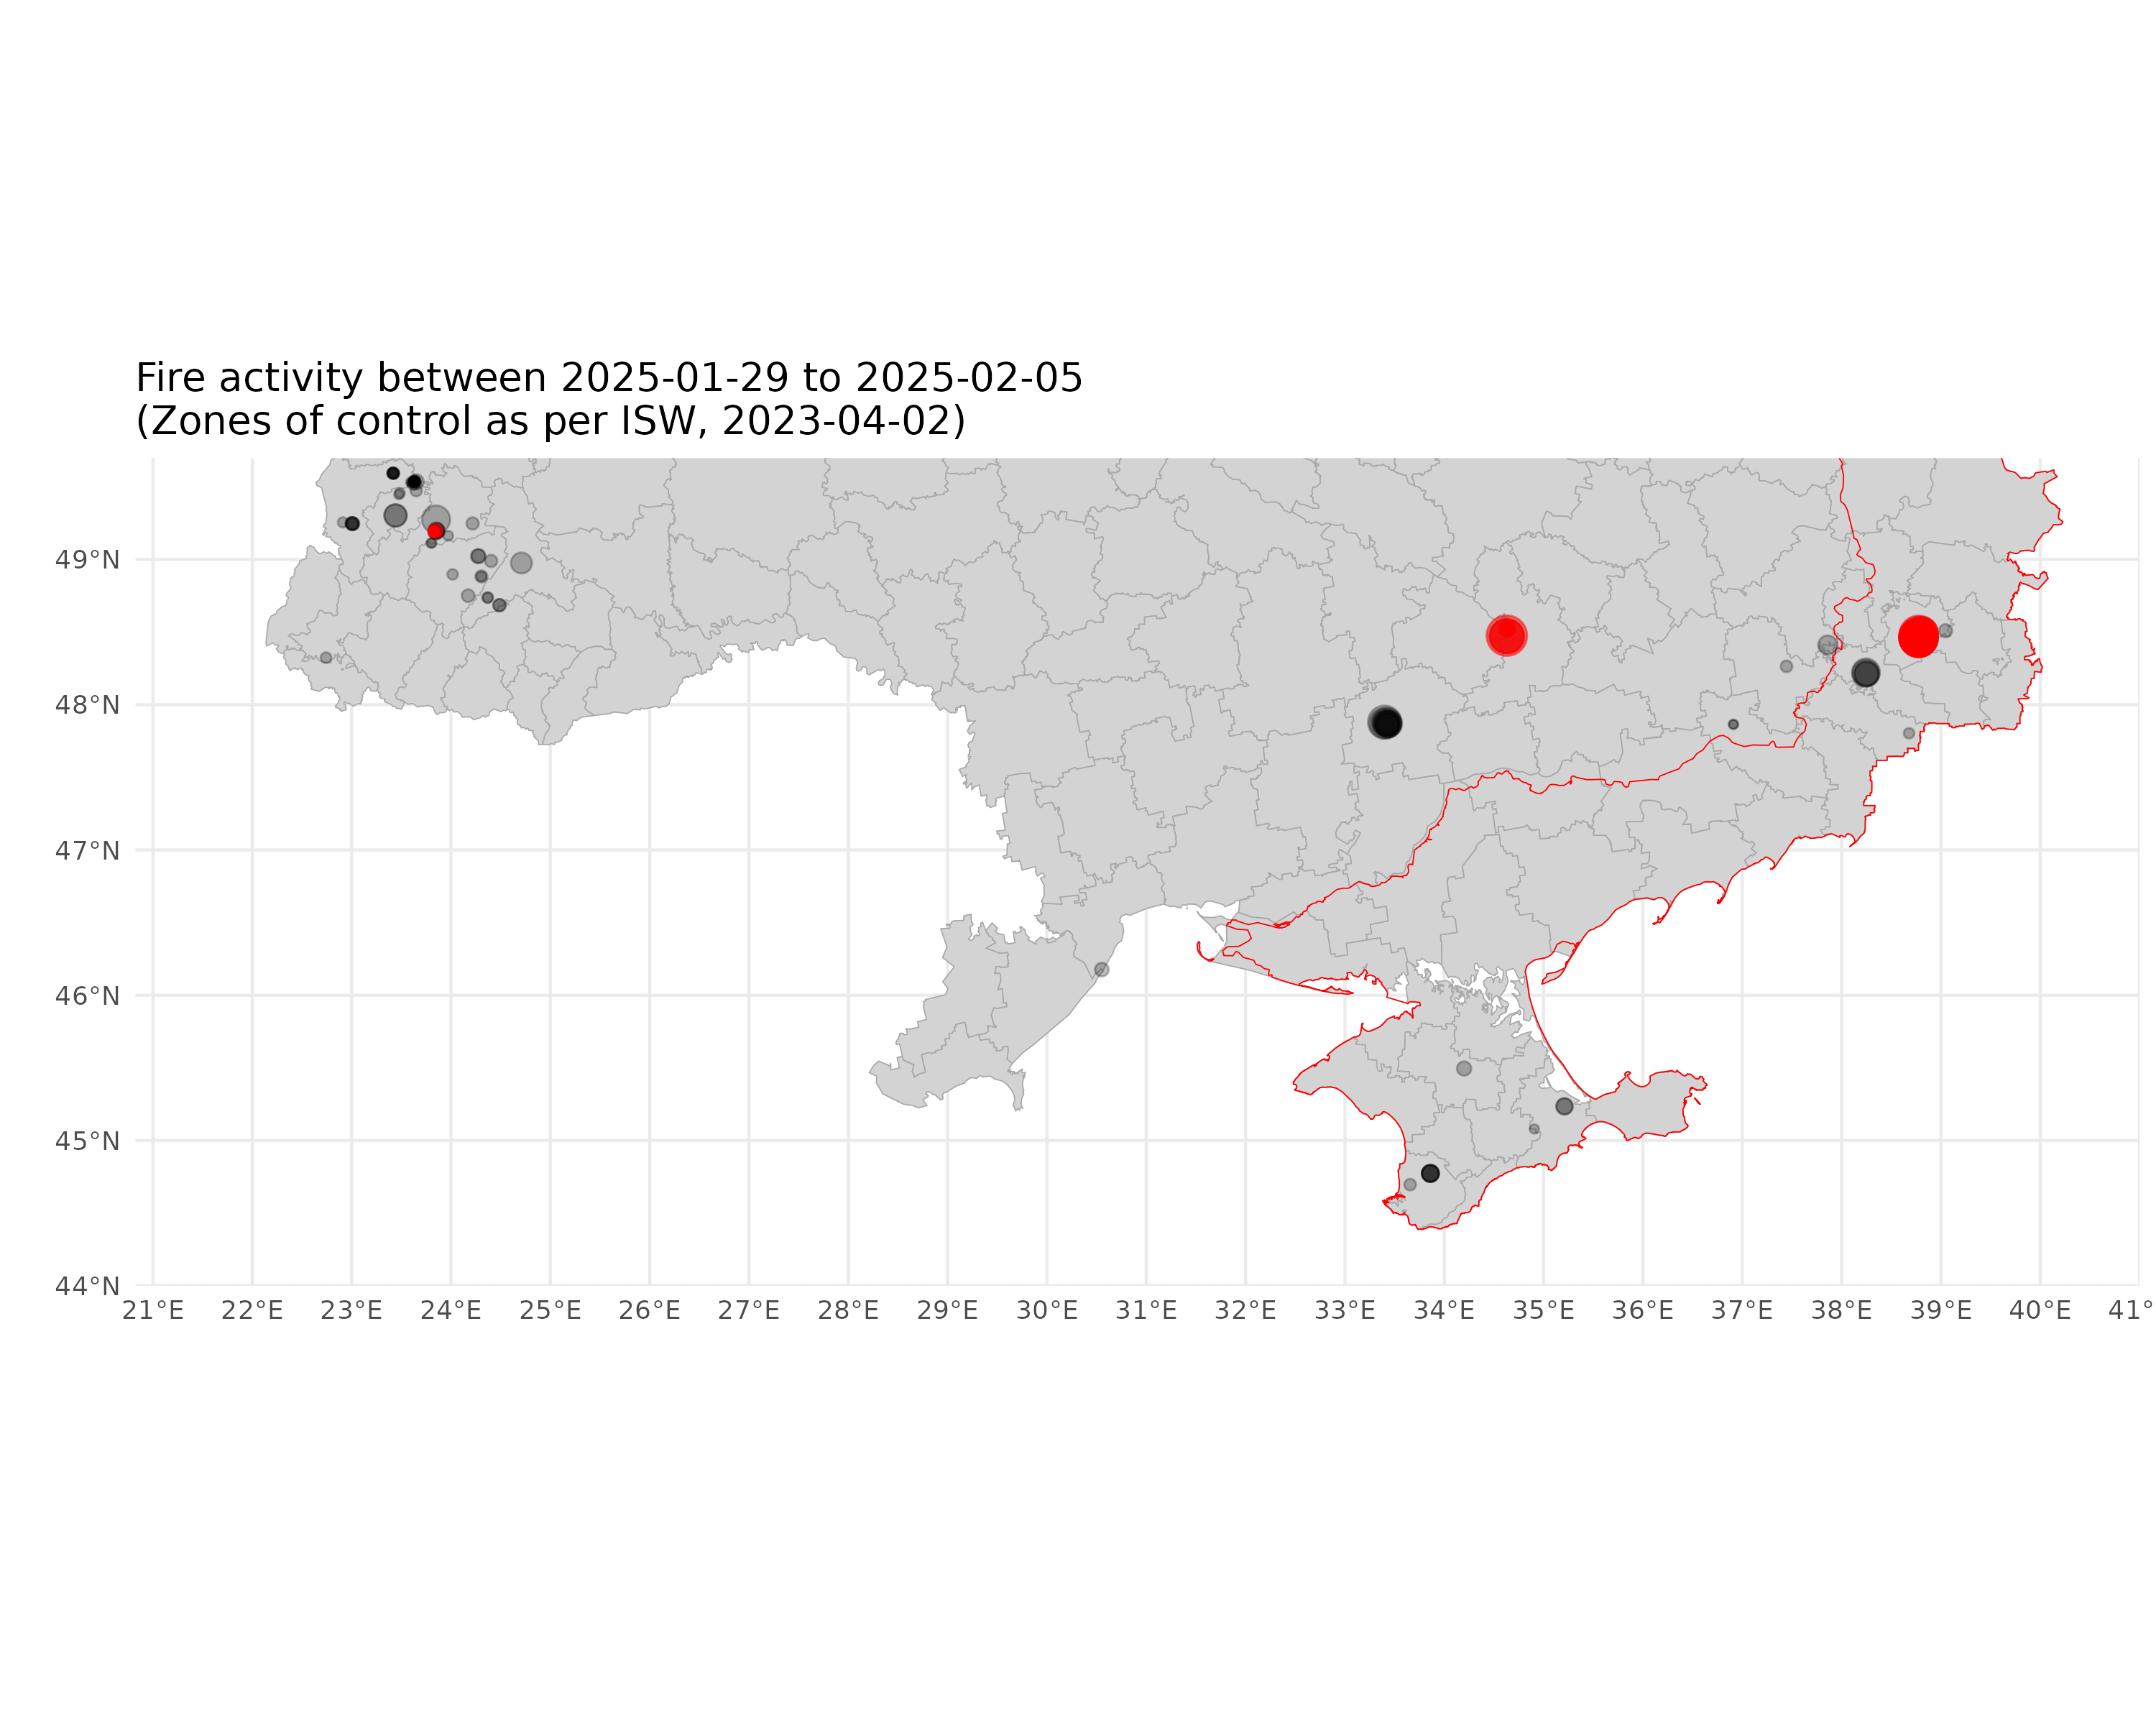 Fire activity between 2025-01-29 to 2025-02-05
(Zones of control as per ISW, 2023-04-02)
49°N
48°N
47°N
46°N
45°N
44°N
21°E 22°E 23°E 24°E 25°E 26°E 27°E 28°E 29°E 30°E 31°E 32°E 33°E 34°E 35°E 36°E 37°E 38°E 39°E 40°E 41°